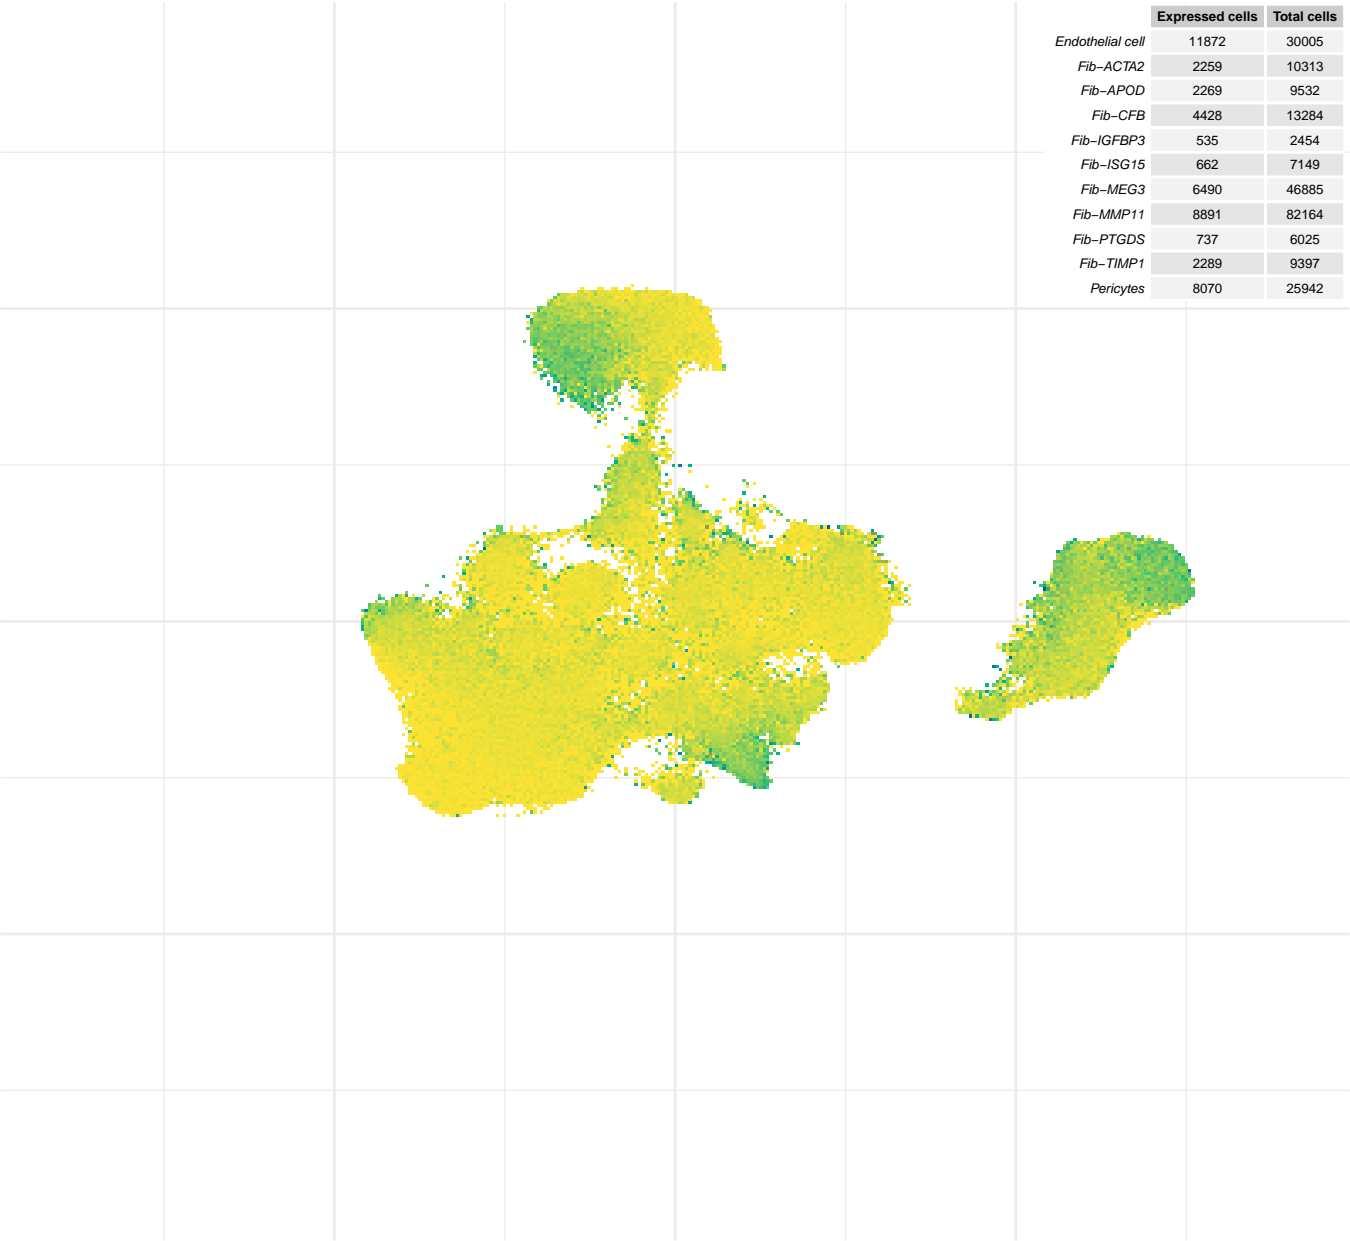 Expressed cells Total cells
Endothelial cell 11872 30005
Fib−ACTA2 2259 10313
Fib−APOD 2269 9532
Fib−CFB 4428 13284
Fib−IGFBP3 535 2454
Fib−ISG15 662 7149
Fib−MEG3 6490 46885
Fib−MMP11 8891 82164
Fib−PTGDS 737 6025
Fib−TIMP1 2289 9397
Pericytes 8070 25942